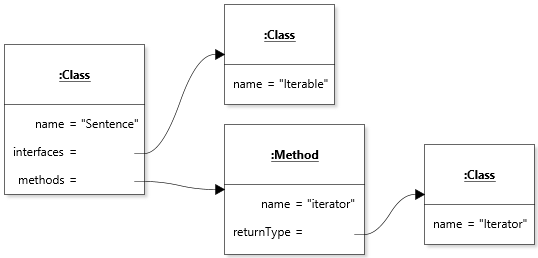 :Class
name = "Sentence"
interfaces =
methods =
:Class
name = "Iterable"
:Method
name = "iterator"
returnType =
:Class
name = "Iterator"